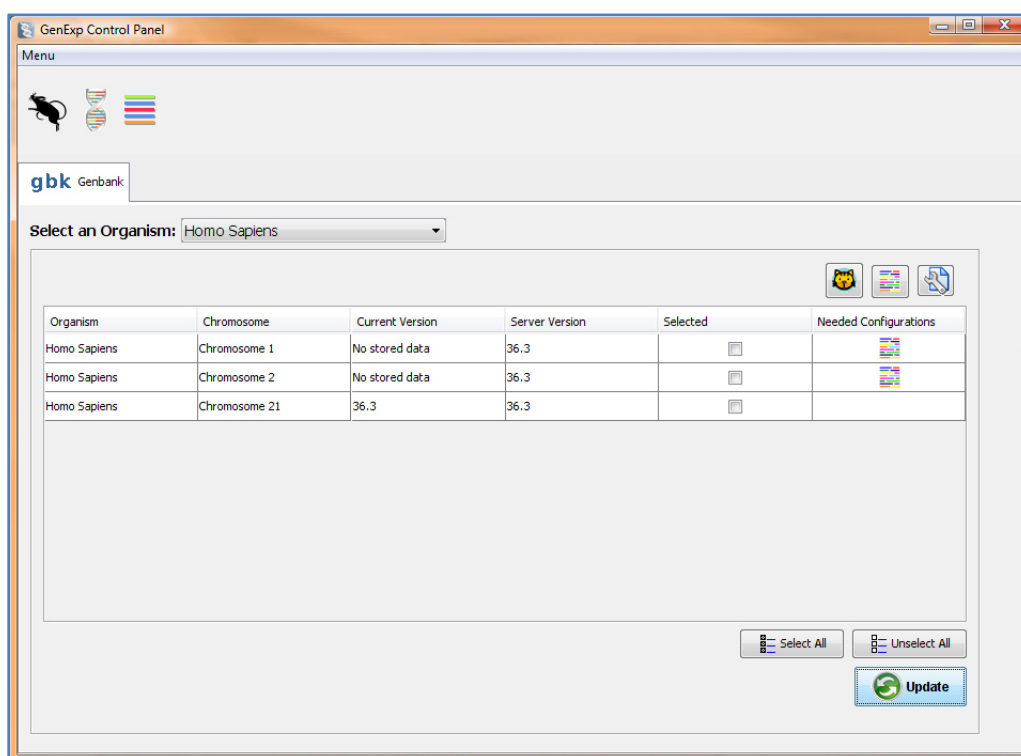 GenExp Control Panel
Menu
gbk Genbank
Select an Organism: Homo Sapiens
Organism Chromosome Current Version Server Version Selected Needed Configurations
Homo Sapiens Chromosome 1 No stored data 36.3
Homo Sapiens Chromosome 2 No stored data 36.3
Homo Sapiens Chromosome 21 36.3 36.3
Select All Unselect All
Update